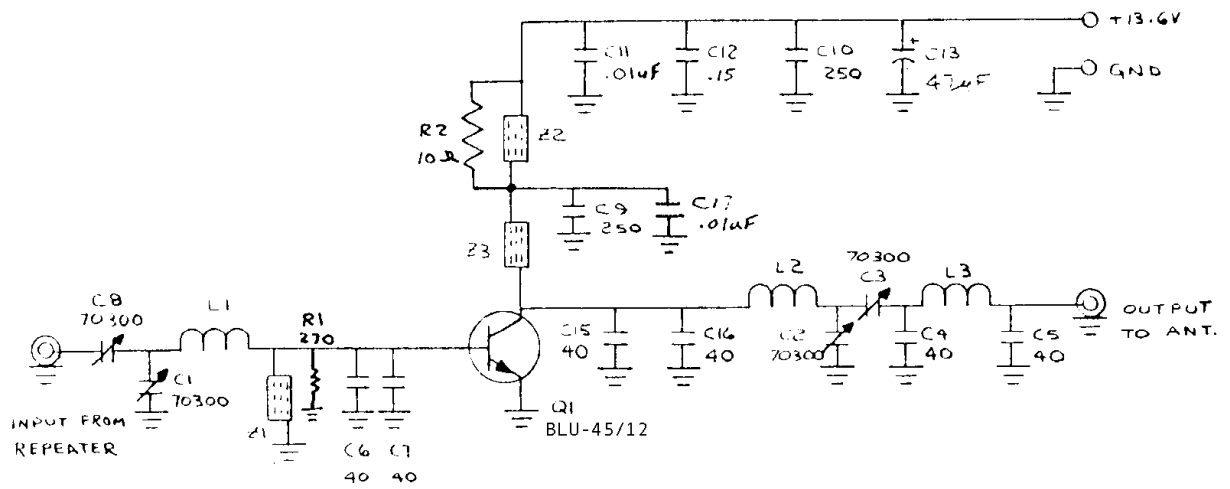 +13.6V
C11
.01uF
C12
.15
C10
250
+
C13
47uF
GND
R2
10Ω
Z2
C9
250
C17
.01uF
Z3
C8
70300
L1
R1
270
C15
40
C16
40
L2
70300
C3
L3
C2
70300
C4
40
C5
40
OUTPUT
TO ANT.
C1
70300
INPUT FROM
REPEATER
Z1
C6
40
C7
40
Q1
BLU-45/12